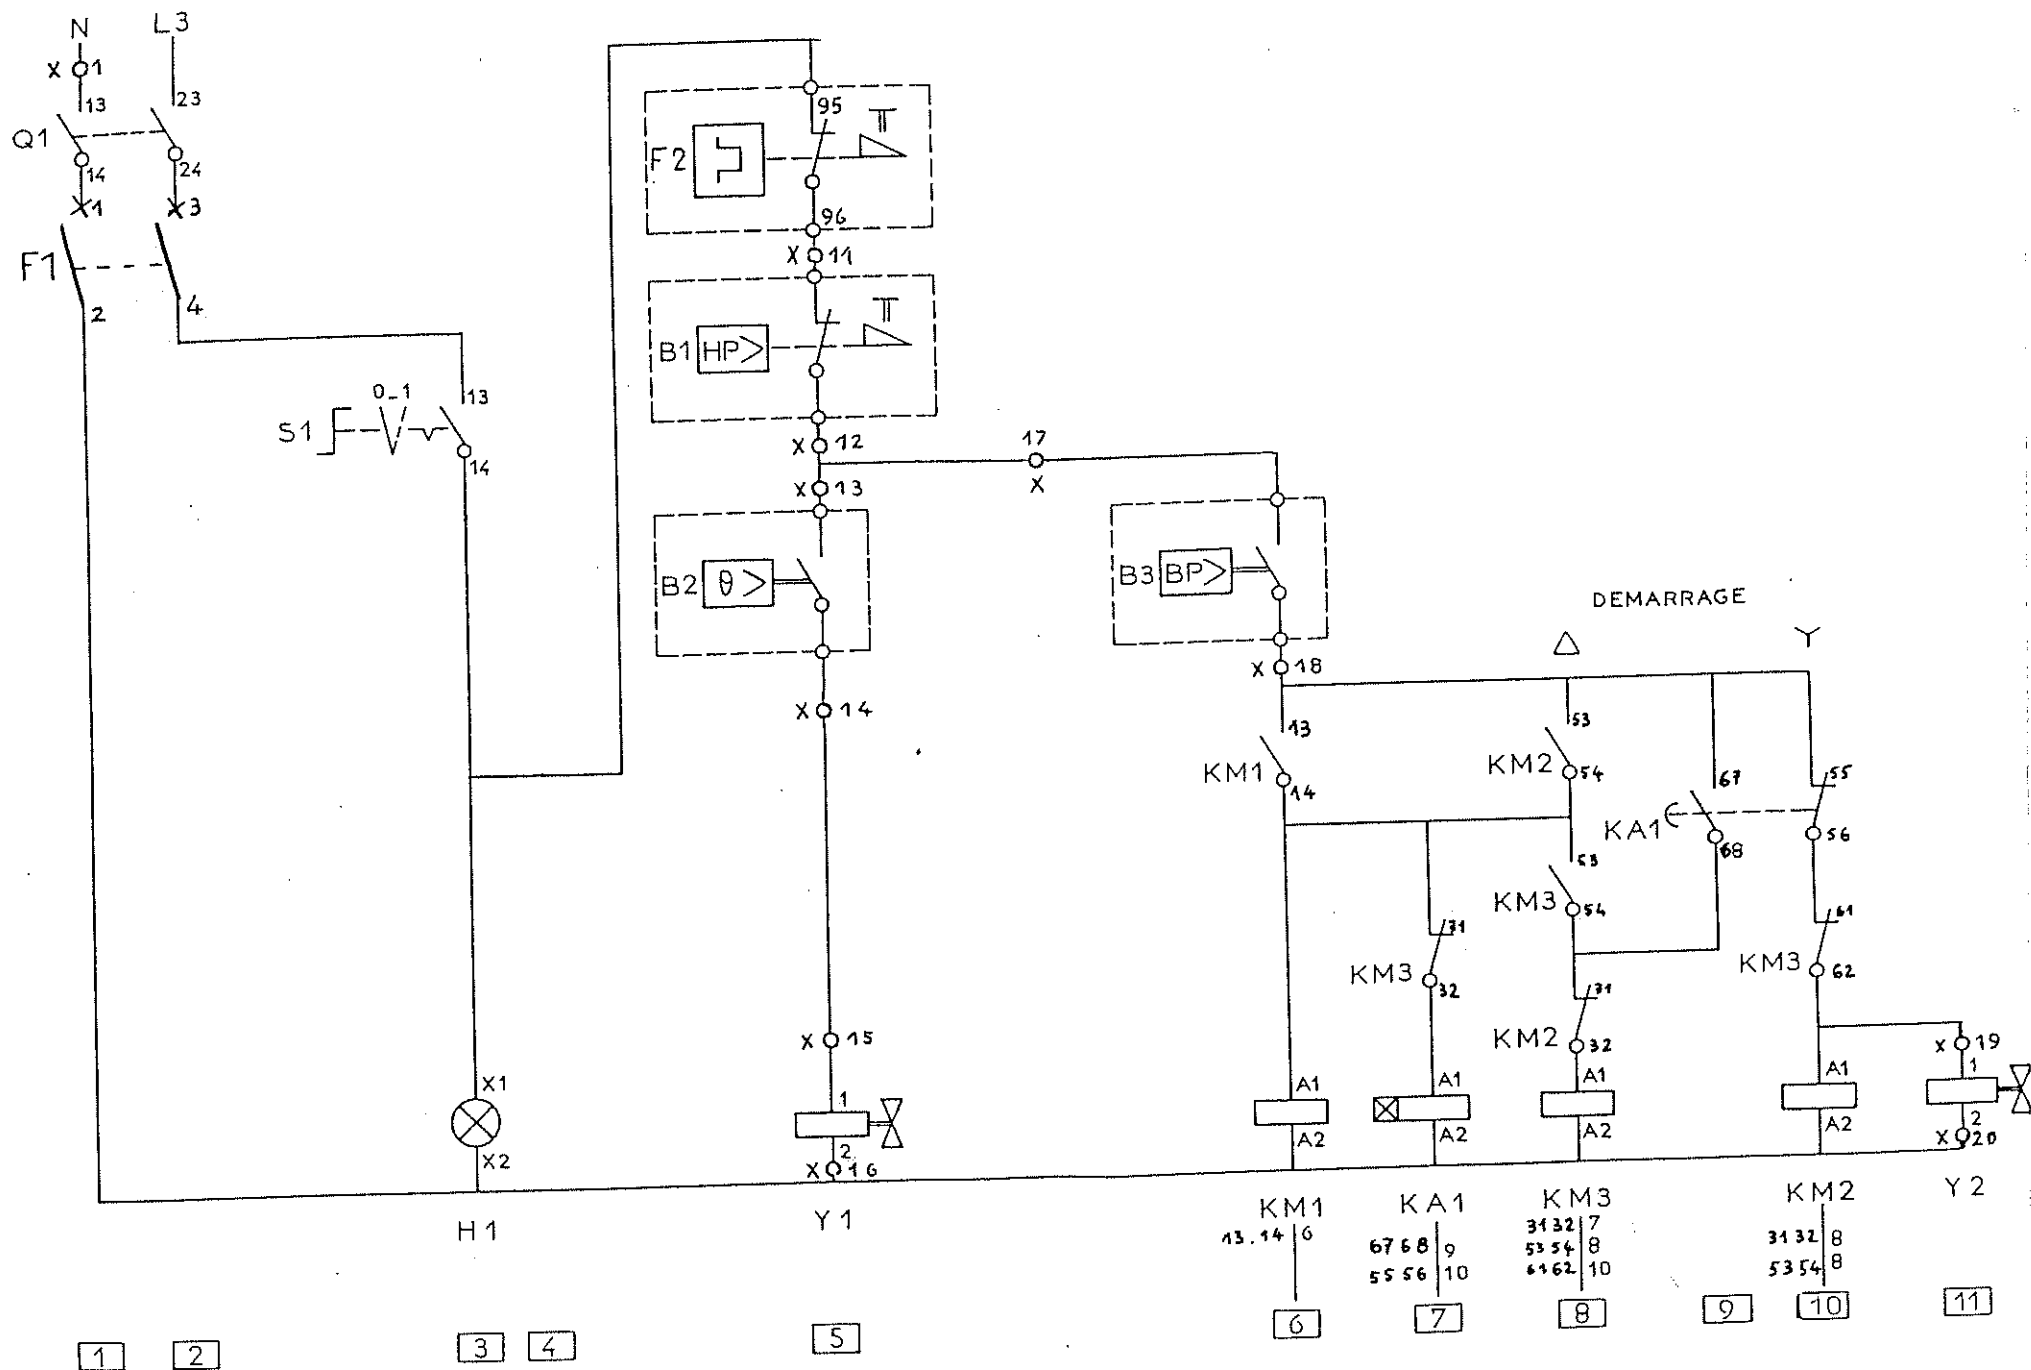 N
L3
X 1
13
23
Q1
14
24
1
3
F1
2
4
0-1
13
S1
14
95
F2
96
X 11
B1 HP>
X 12
17
X
X 13
B2 θ >
B3 BP>
X 14
X 18
DEMARRAGE
Δ
Y
13
KM1
14
53
KM2
54
67
KA1
68
55
56
53
KM3
54
31
KM3
32
61
KM3
62
31
KM2
32
X 15
X 19
X1
X2
1
2
X 16
A1
A2
A1
A2
A1
A2
A1
A2
1
2
X 20
H1
Y1
KM1
13.14 6
KA1
67 68 9
55 56 10
KM3
31 32 7
53 54 8
61 62 10
KM2
31 32 8
53 54 8
Y2
1
2
3
4
5
6
7
8
9
10
11